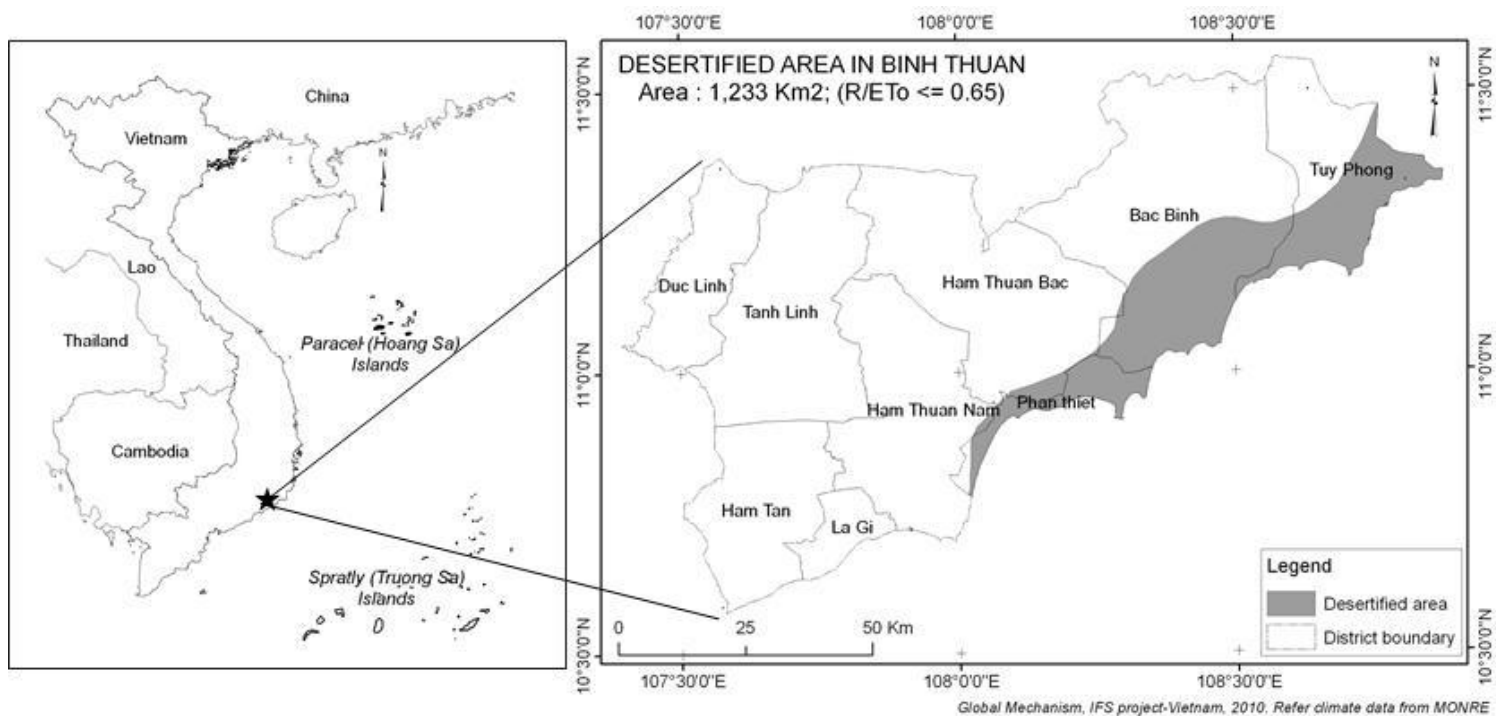 China
Vietnam
N
Lao
Thailand
Paracel (Hoang Sa)
Islands
Cambodia
Spratly (Truong Sa)
Islands
107°30'0"E
108°0'0"E
108°30'0"E
DESERTIFIED AREA IN BINH THUAN
Area : 1,233 Km2; (R/ETo <= 0.65)
N
11°30'0"N
11°30'0"N
Tuy Phong
Bac Binh
Duc Linh
Ham Thuan Bac
Tanh Linh
11°0'0"N
11°0'0"N
Ham Thuan Nam
Phan thiet
Ham Tan
La Gi
Legend
Desertified area
District boundary
0 25 50 Km
10°30'0"N
10°30'0"N
107°30'0"E
108°0'0"E
108°30'0"E
Global Mechanism, IFS project-Vietnam, 2010, Refer climate data from MONRE